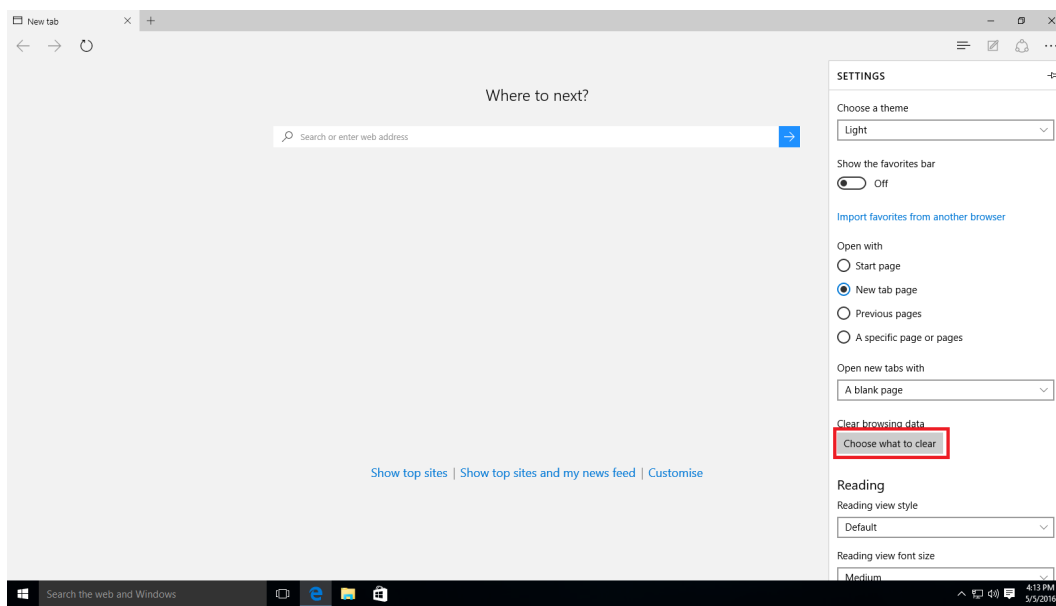 New tab
SETTINGS
Where to next?
Search or enter web address
Choose a theme
Light
Show the favorites bar
Off
Import favorites from another browser
Open with
Start page
New tab page
Previous pages
A specific page or pages
Open new tabs with
A blank page
Clear browsing data
Choose what to clear
Show top sites | Show top sites and my news feed | Customise
Reading
Reading view style
Default
Reading view font size
Medium
Search the web and Windows
4:13 PM
5/5/2016